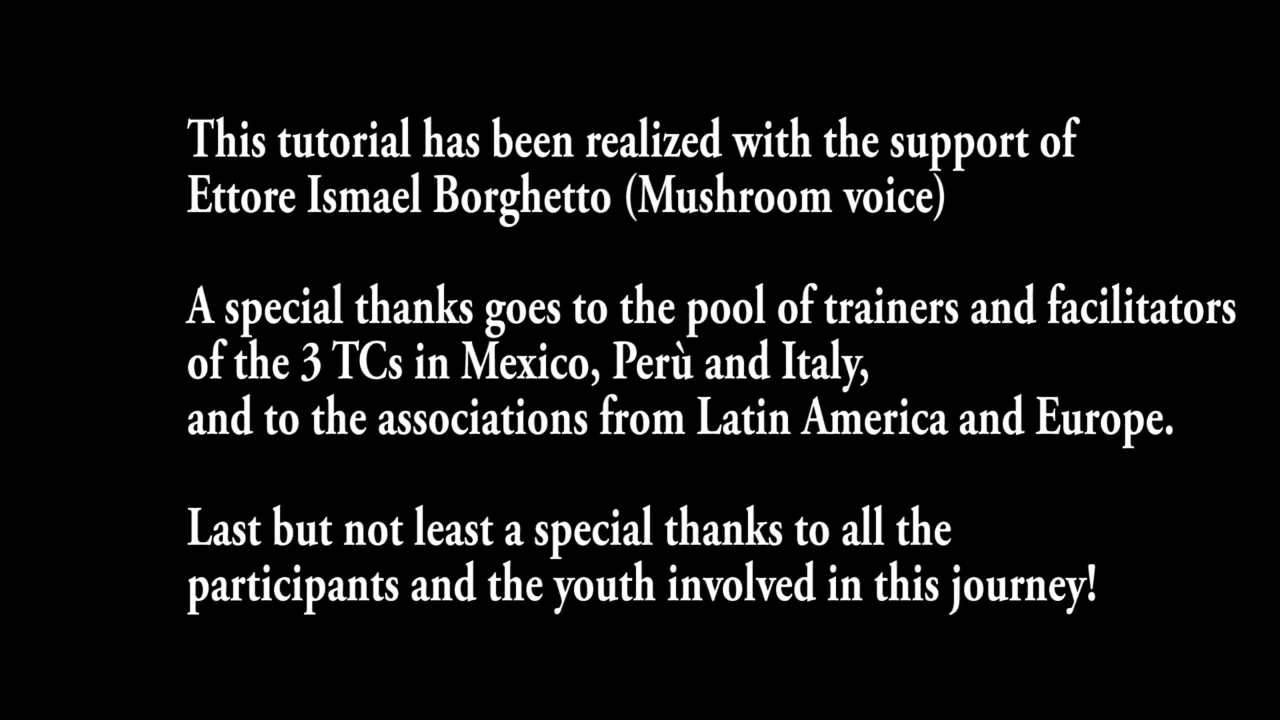 This tutorial has been realized with the support of
Ettore Ismael Borghetto (Mushroom voice)
A special thanks goes to the pool of trainers and facilitators
of the 3 TCs in Mexico, Perù and Italy,
and to the associations from Latin America and Europe.
Last but not least a special thanks to all the
participants and the youth involved in this journey!